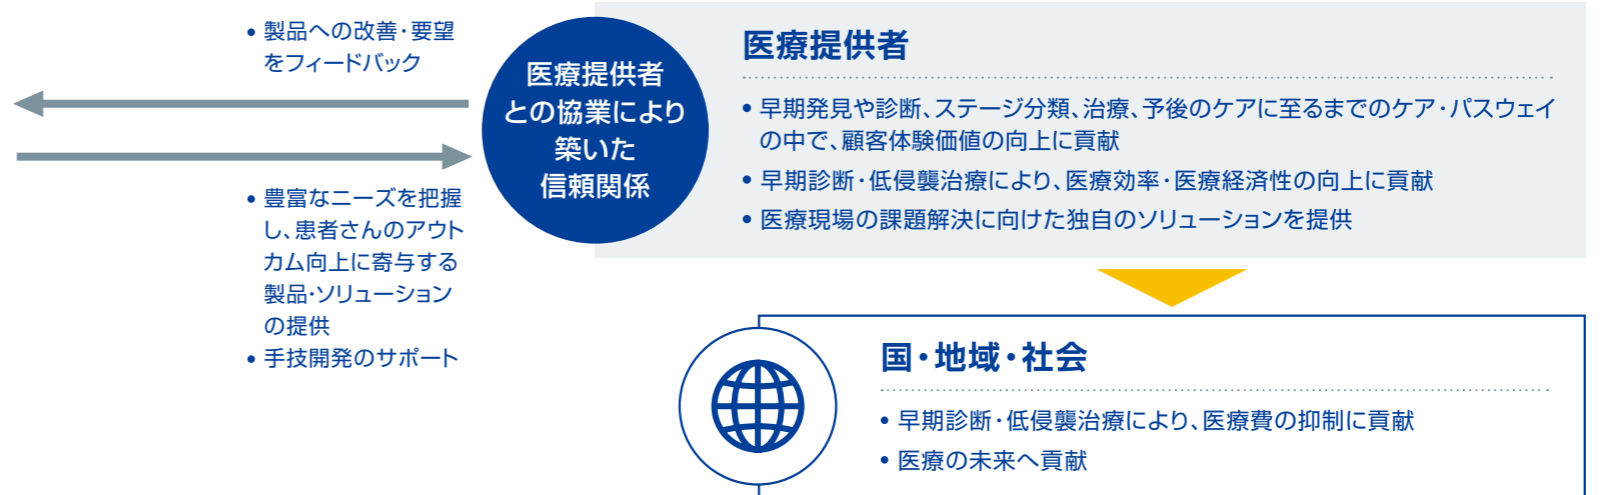 • 製品への改善・要望
をフィードバック
• 豊富なニーズを把握
し、患者さんのアウト
カム向上に寄与する
製品・ソリューション
の提供
• 手技開発のサポート
医療提供者
との協業により
築いた
信頼関係
医療提供者
• 早期発見や診断、ステージ分類、治療、予後のケアに至るまでのケア・パスウェイ
の中で、顧客体験価値の向上に貢献
• 早期診断・低侵襲治療により、医療効率・医療経済性の向上に貢献
• 医療現場の課題解決に向けた独自のソリューションを提供
国・地域・社会
• 早期診断・低侵襲治療により、医療費の抑制に貢献
• 医療の未来へ貢献